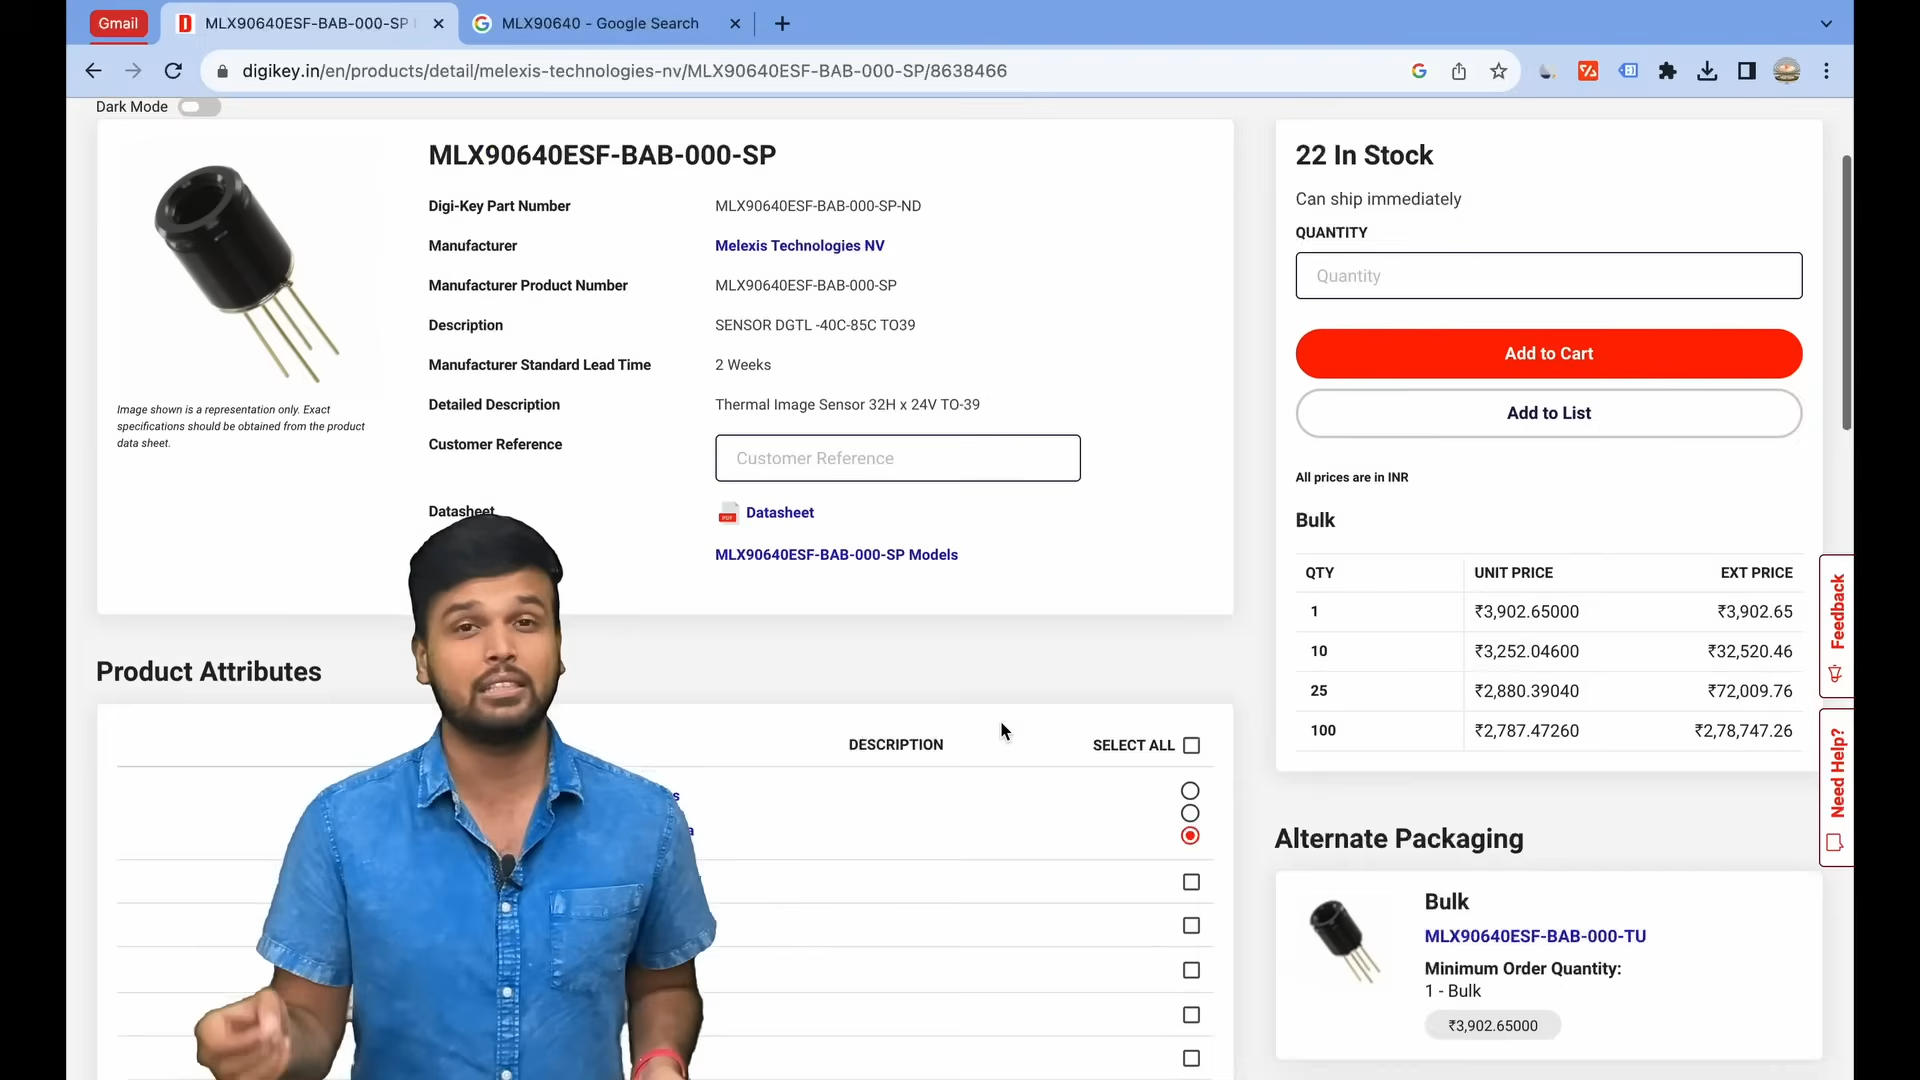 Gmail
MLX90640ESF-BAB-000-SP
MLX90640 - Google Search
digikey.in/en/products/detail/melexis-technologies-nv/MLX90640ESF-BAB-000-SP/8638466
Dark Mode
MLX90640ESF-BAB-000-SP
Digi-Key Part Number MLX90640ESF-BAB-000-SP-ND
Manufacturer Melexis Technologies NV
Manufacturer Product Number MLX90640ESF-BAB-000-SP
Description SENSOR DGTL -40C-85C TO39
Manufacturer Standard Lead Time 2 Weeks
Detailed Description Thermal Image Sensor 32H x 24V TO-39
Customer Reference
Customer Reference
Datasheet
PDF Datasheet
MLX90640ESF-BAB-000-SP Models
Image shown is a representation only. Exact
specifications should be obtained from the product
data sheet.
Product Attributes
DESCRIPTION SELECT ALL
s
a
22 In Stock
Can ship immediately
QUANTITY
Quantity
Add to Cart
Add to List
All prices are in INR
Bulk
QTY UNIT PRICE EXT PRICE
1 ₹3,902.65000 ₹3,902.65
10 ₹3,252.04600 ₹32,520.46
25 ₹2,880.39040 ₹72,009.76
100 ₹2,787.47260 ₹2,78,747.26
Feedback
Need Help?
Alternate Packaging
Bulk
MLX90640ESF-BAB-000-TU
Minimum Order Quantity:
1 - Bulk
₹3,902.65000